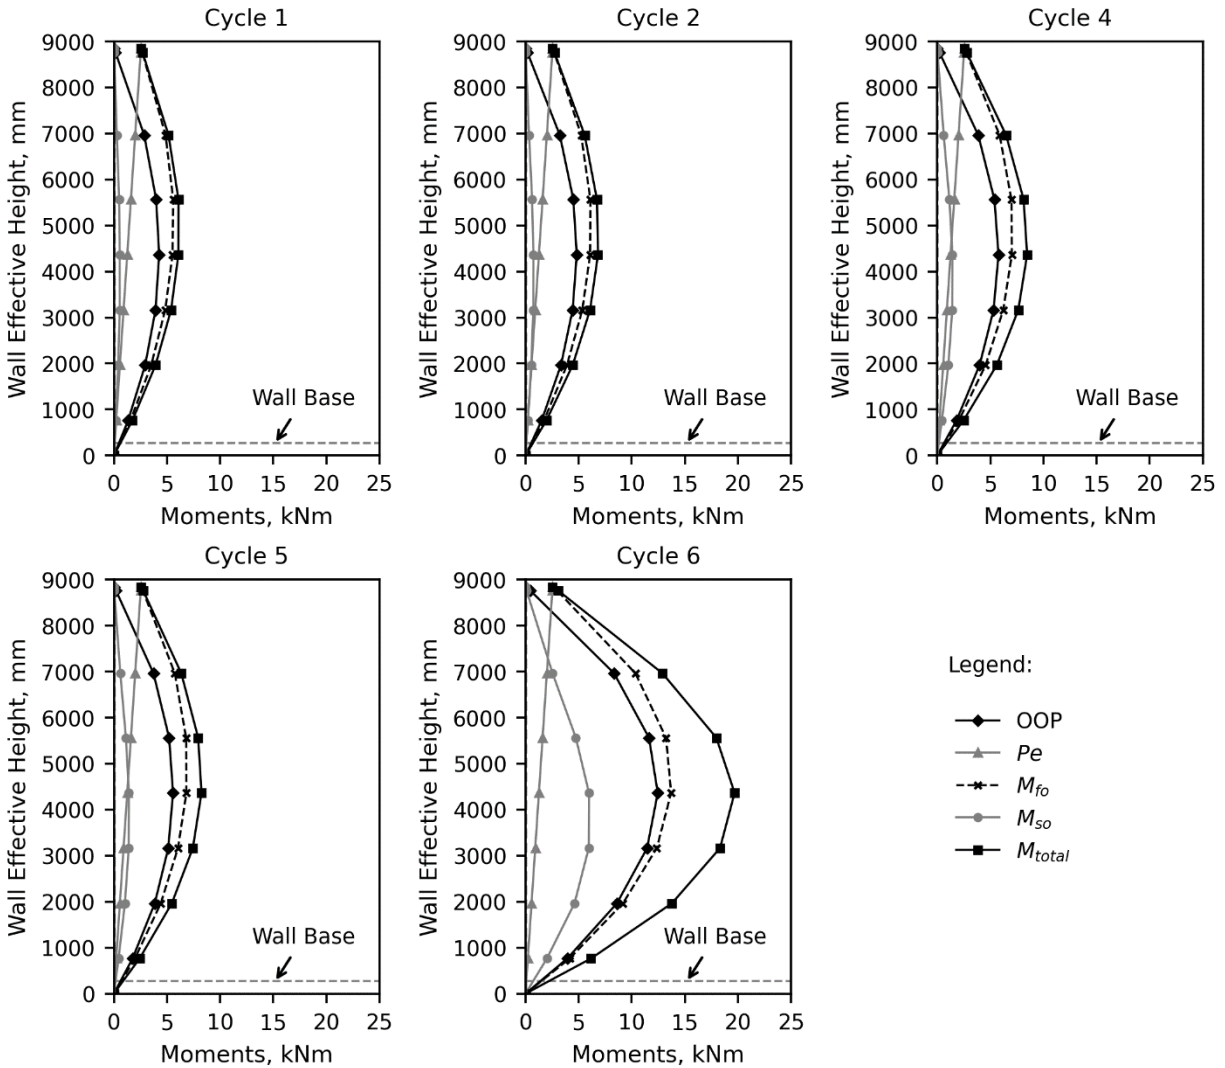 Cycle 1
Cycle 2
Cycle 4
9000
8000
7000
6000
5000
4000
3000
2000
1000
0
Wall Effective Height, mm
Wall Base
0 5 10 15 20 25
Moments, kNm
9000
8000
7000
6000
5000
4000
3000
2000
1000
0
Wall Effective Height, mm
Wall Base
0 5 10 15 20 25
Moments, kNm
9000
8000
7000
6000
5000
4000
3000
2000
1000
0
Wall Effective Height, mm
Wall Base
0 5 10 15 20 25
Moments, kNm
Cycle 5
Cycle 6
9000
8000
7000
6000
5000
4000
3000
2000
1000
0
Wall Effective Height, mm
Wall Base
0 5 10 15 20 25
Moments, kNm
9000
8000
7000
6000
5000
4000
3000
2000
1000
0
Wall Effective Height, mm
Wall Base
0 5 10 15 20 25
Moments, kNm
Legend:
OOP
Pe
M_fo
M_so
M_total